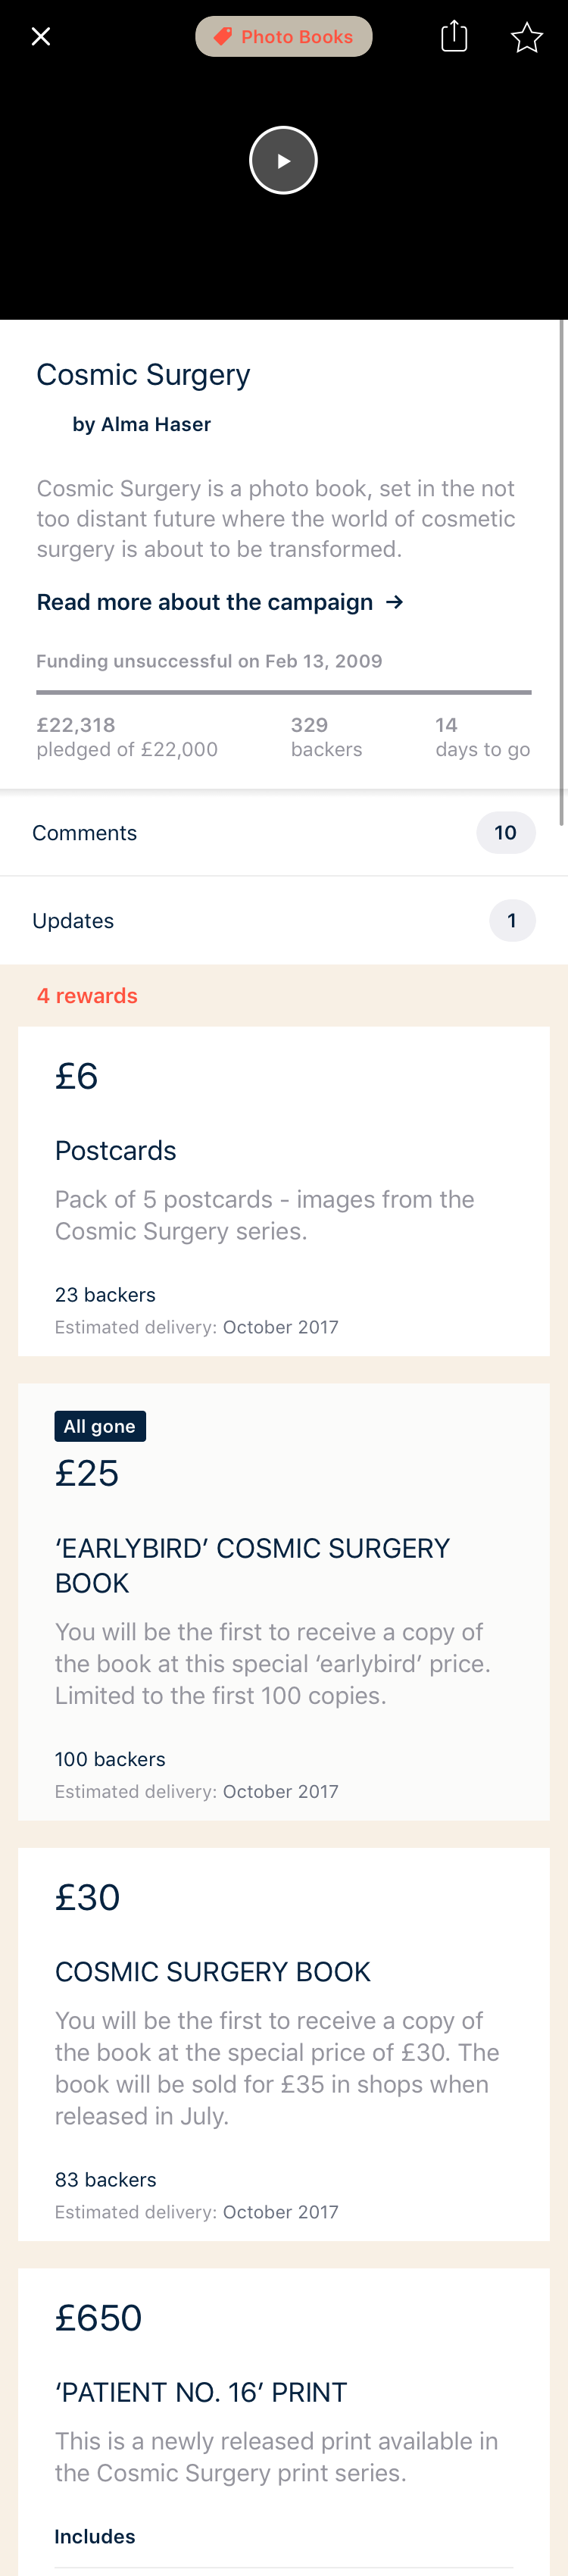 Photo Books
Cosmic Surgery
by Alma Haser
Cosmic Surgery is a photo book, set in the not
too distant future where the world of cosmetic
surgery is about to be transformed.
Read more about the campaign →
Funding unsuccessful on Feb 13, 2009
£22,318 329 14
pledged of £22,000 backers days to go
Comments 10
Updates 1
4 rewards
£6
Postcards
Pack of 5 postcards - images from the
Cosmic Surgery series.
23 backers
Estimated delivery: October 2017
All gone
£25
‘EARLYBIRD’ COSMIC SURGERY
BOOK
You will be the first to receive a copy of
the book at this special ‘earlybird’ price.
Limited to the first 100 copies.
100 backers
Estimated delivery: October 2017
£30
COSMIC SURGERY BOOK
You will be the first to receive a copy of
the book at the special price of £30. The
book will be sold for £35 in shops when
released in July.
83 backers
Estimated delivery: October 2017
£650
‘PATIENT NO. 16’ PRINT
This is a newly released print available in
the Cosmic Surgery print series.
Includes